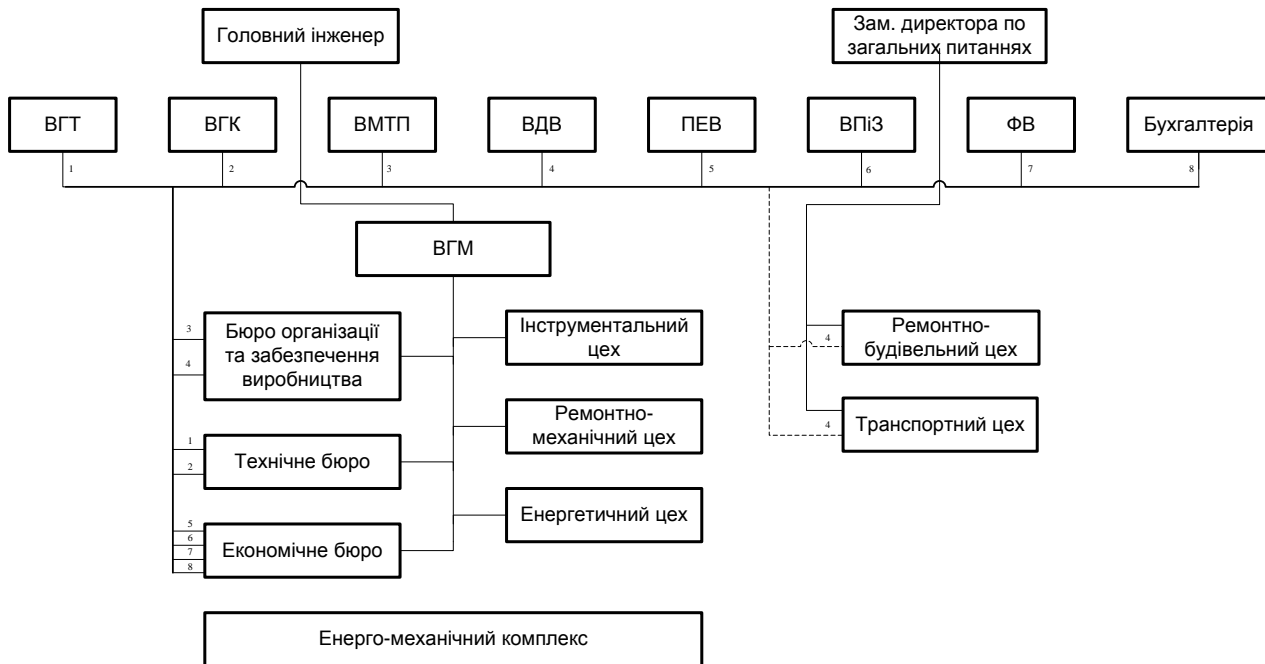 Головний інженер
Зам. директора по
загальних питаннях
ВГТ
ВГК
ВМТП
ВДВ
ПЕВ
ВПіЗ
ФВ
Бухгалтерія
1
2
3
4
5
6
7
8
ВГМ
3
4
Бюро організації
та забезпечення
виробництва
Інструментальний
цех
4
Ремонтно-
будівельний цех
Ремонтно-
механічний цех
4
Транспортний цех
1
2
Технічне бюро
Енергетичний цех
5
6
7
8
Економічне бюро
Енерго-механічний комплекс